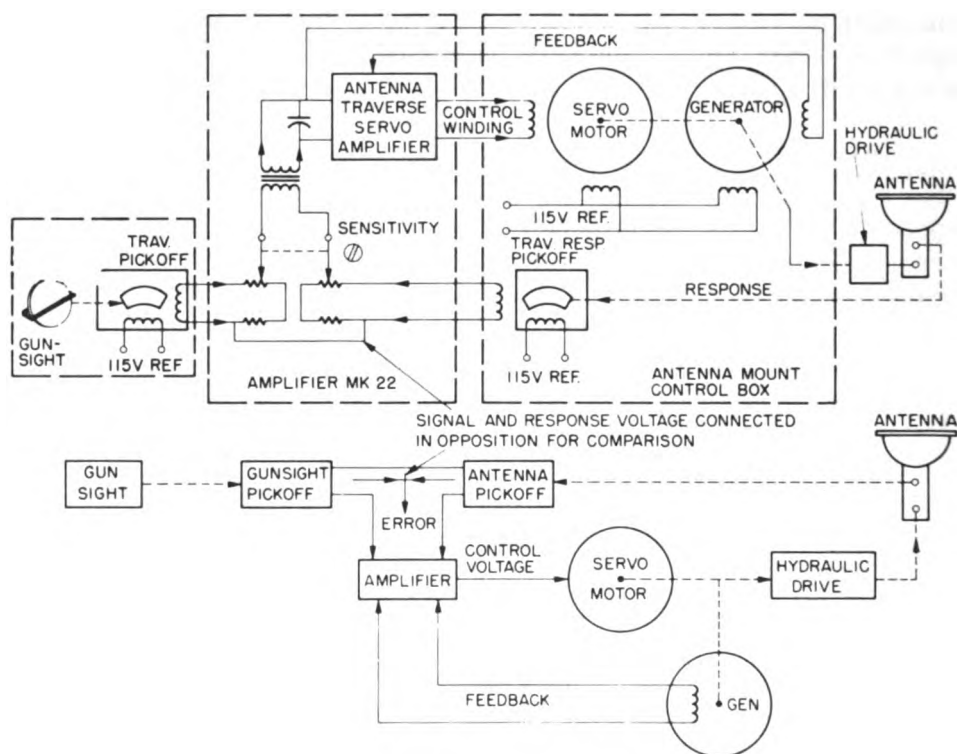 FEEDBACK
ANTENNA
TRAVERSE
SERVO
AMPLIFIER
CONTROL
WINDING
SERVO
MOTOR
GENERATOR
HYDRAULIC
DRIVE
ANTENNA
115V REF.
SENSITIVITY
TRAV.
PICKOFF
TRAV. RESP.
PICKOFF
RESPONSE
GUN-
SIGHT
115V REF.
115V REF.
AMPLIFIER MK 22
ANTENNA MOUNT
CONTROL BOX
SIGNAL AND RESPONSE VOLTAGE CONNECTED
IN OPPOSITION FOR COMPARISON
ANTENNA
GUN
SIGHT
GUNSIGHT
PICKOFF
ANTENNA
PICKOFF
ERROR
AMPLIFIER
CONTROL
VOLTAGE
SERVO
MOTOR
HYDRAULIC
DRIVE
FEEDBACK
GEN